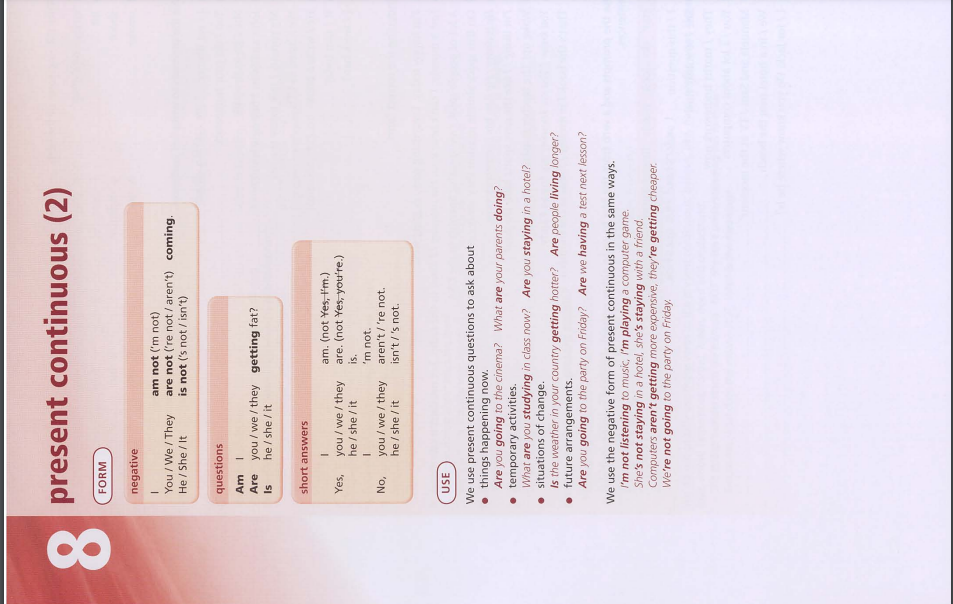 8 present continuous (2)
FORM
negative
I am not ('m not)
You / We / They are not ('re not / aren't) coming.
He / She / It is not ('s not / isn't)
questions
Am I
Are you / we / they getting fat?
Is he / she / it
short answers
I am. (not Yes, I'm.)
Yes, you / we / they are. (not Yes, you're.)
he / she / it is.
I 'm not.
No, you / we / they aren't / 're not.
he / she / it isn't / 's not.
USE
We use present continuous questions to ask about
• things happening now.
Are you going to the cinema? What are your parents doing?
• temporary activities.
What are you studying in class now? Are you staying in a hotel?
• situations of change.
Is the weather in your country getting hotter? Are people living longer?
• future arrangements.
Are you going to the party on Friday? Are we having a test next lesson?
We use the negative form of present continuous in the same ways.
I'm not listening to music, I'm playing a computer game.
She's not staying in a hotel, she's staying with a friend.
Computers aren't getting more expensive, they're getting cheaper.
We're not going to the party on Friday.